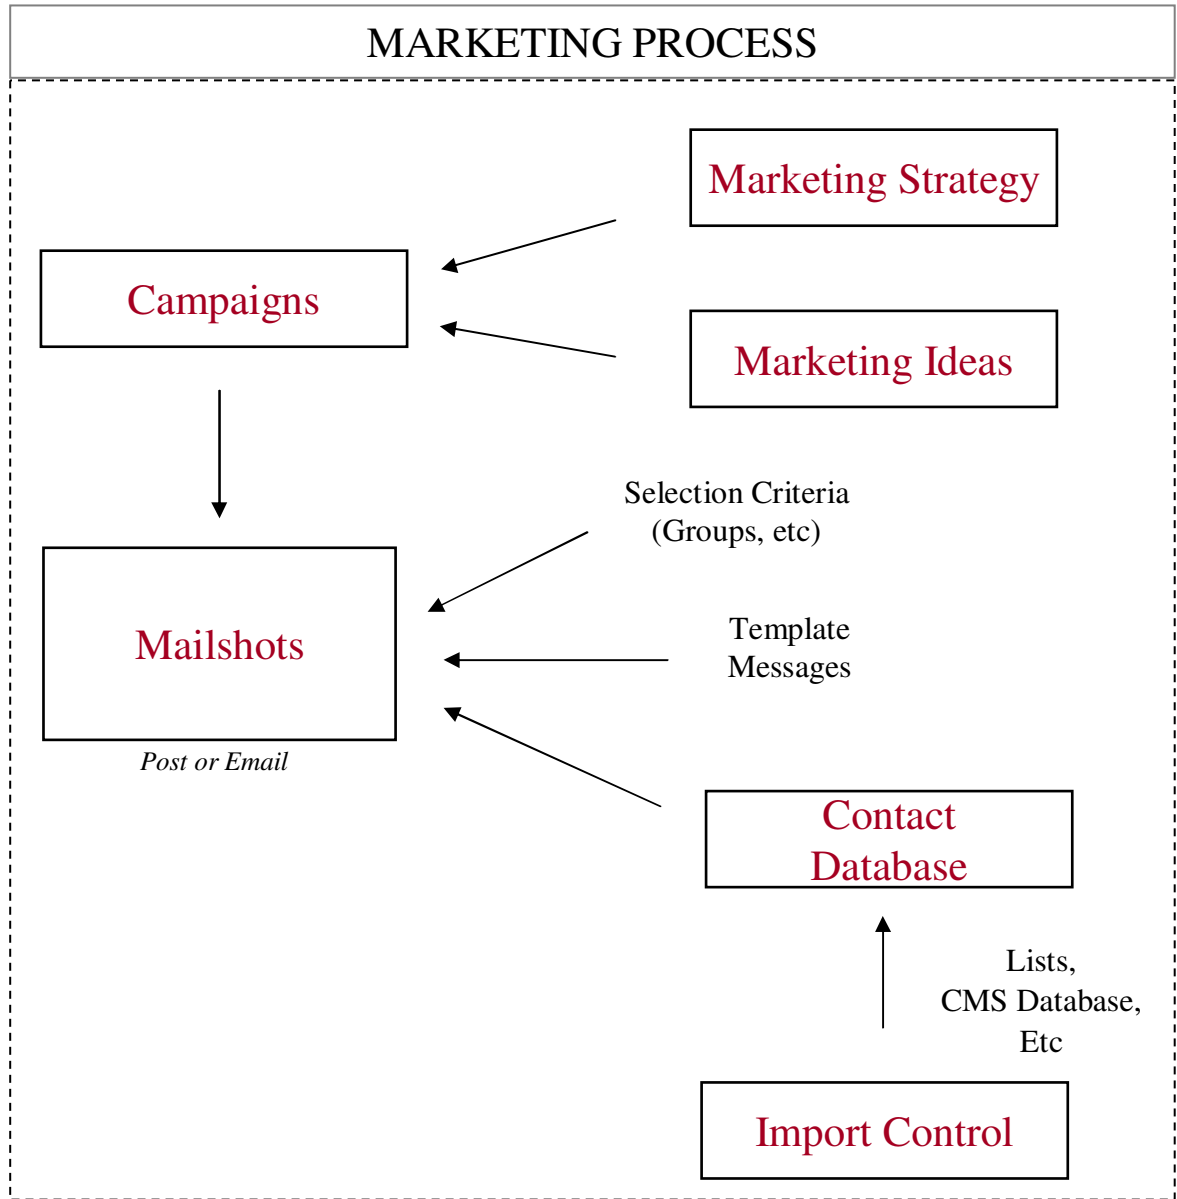 MARKETING PROCESS
Marketing Strategy
Campaigns
Marketing Ideas
Selection Criteria
(Groups, etc)
Mailshots
Template
Messages
Post or Email
Contact
Database
Lists,
CMS Database,
Etc
Import Control